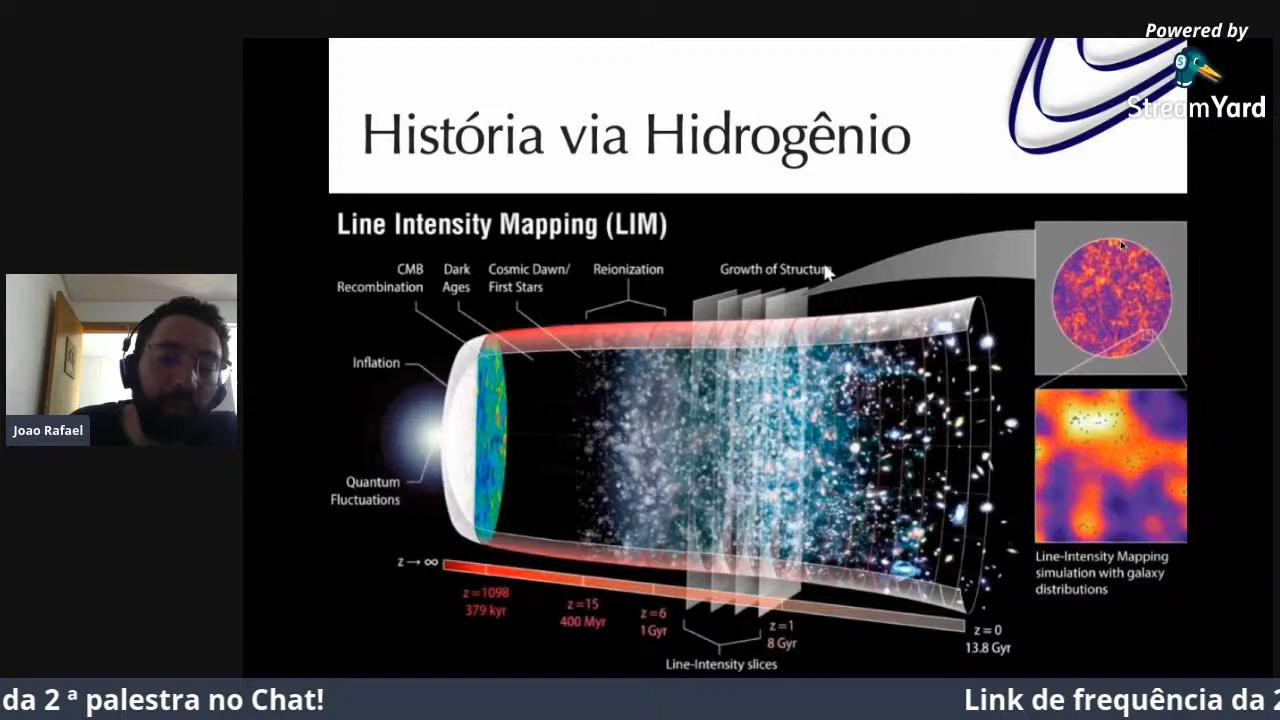 Powered by
StreamYard
História via Hidrogênio
Line Intensity Mapping (LIM)
CMB
Recombination
Dark
Ages
Cosmic Dawn/
First Stars
Reionization
Growth of Structure
Inflation
Quantum
Fluctuations
z → ∞
z=1098
379 kyr
z=15
400 Myr
z=6
1Gyr
z=1
8 Gyr
z=0
13.8 Gyr
Line-Intensity slices
Line-Intensity Mapping
simulation with galaxy
distributions
Joao Rafael
da 2 ª palestra no Chat!
Link de frequência da 2